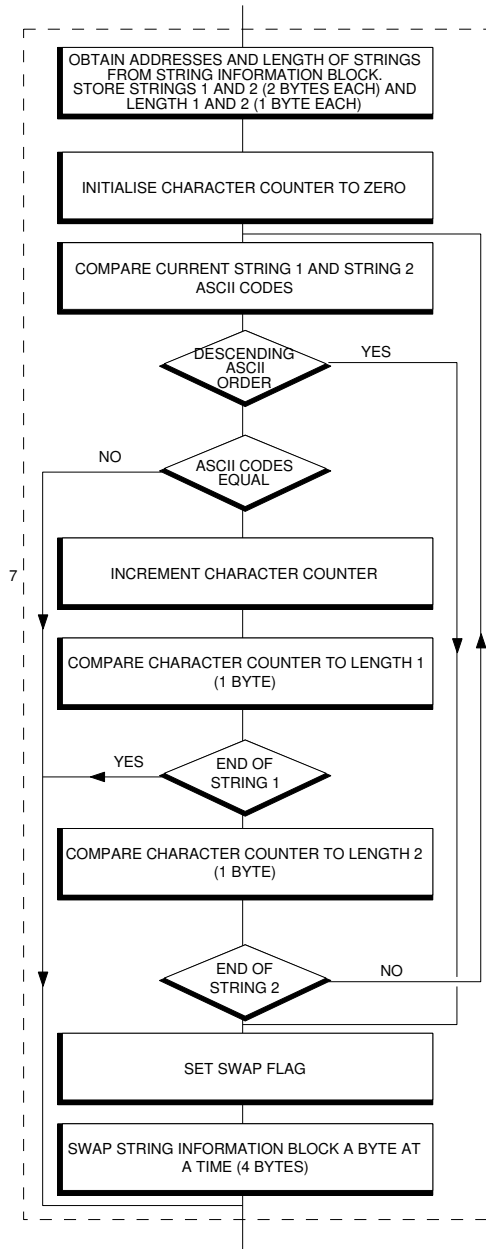 OBTAIN ADDRESSES AND LENGTH OF STRINGS
FROM STRING INFORMATION BLOCK.
STORE STRINGS 1 AND 2 (2 BYTES EACH) AND
LENGTH 1 AND 2 (1 BYTE EACH)
INITIALISE CHARACTER COUNTER TO ZERO
COMPARE CURRENT STRING 1 AND STRING 2
ASCII CODES
DESCENDING
ASCII
ORDER
YES
NO
ASCII CODES
EQUAL
7
INCREMENT CHARACTER COUNTER
COMPARE CHARACTER COUNTER TO LENGTH 1
(1 BYTE)
YES
END OF
STRING 1
COMPARE CHARACTER COUNTER TO LENGTH 2
(1 BYTE)
END OF
STRING 2
NO
SET SWAP FLAG
SWAP STRING INFORMATION BLOCK A BYTE AT
A TIME (4 BYTES)